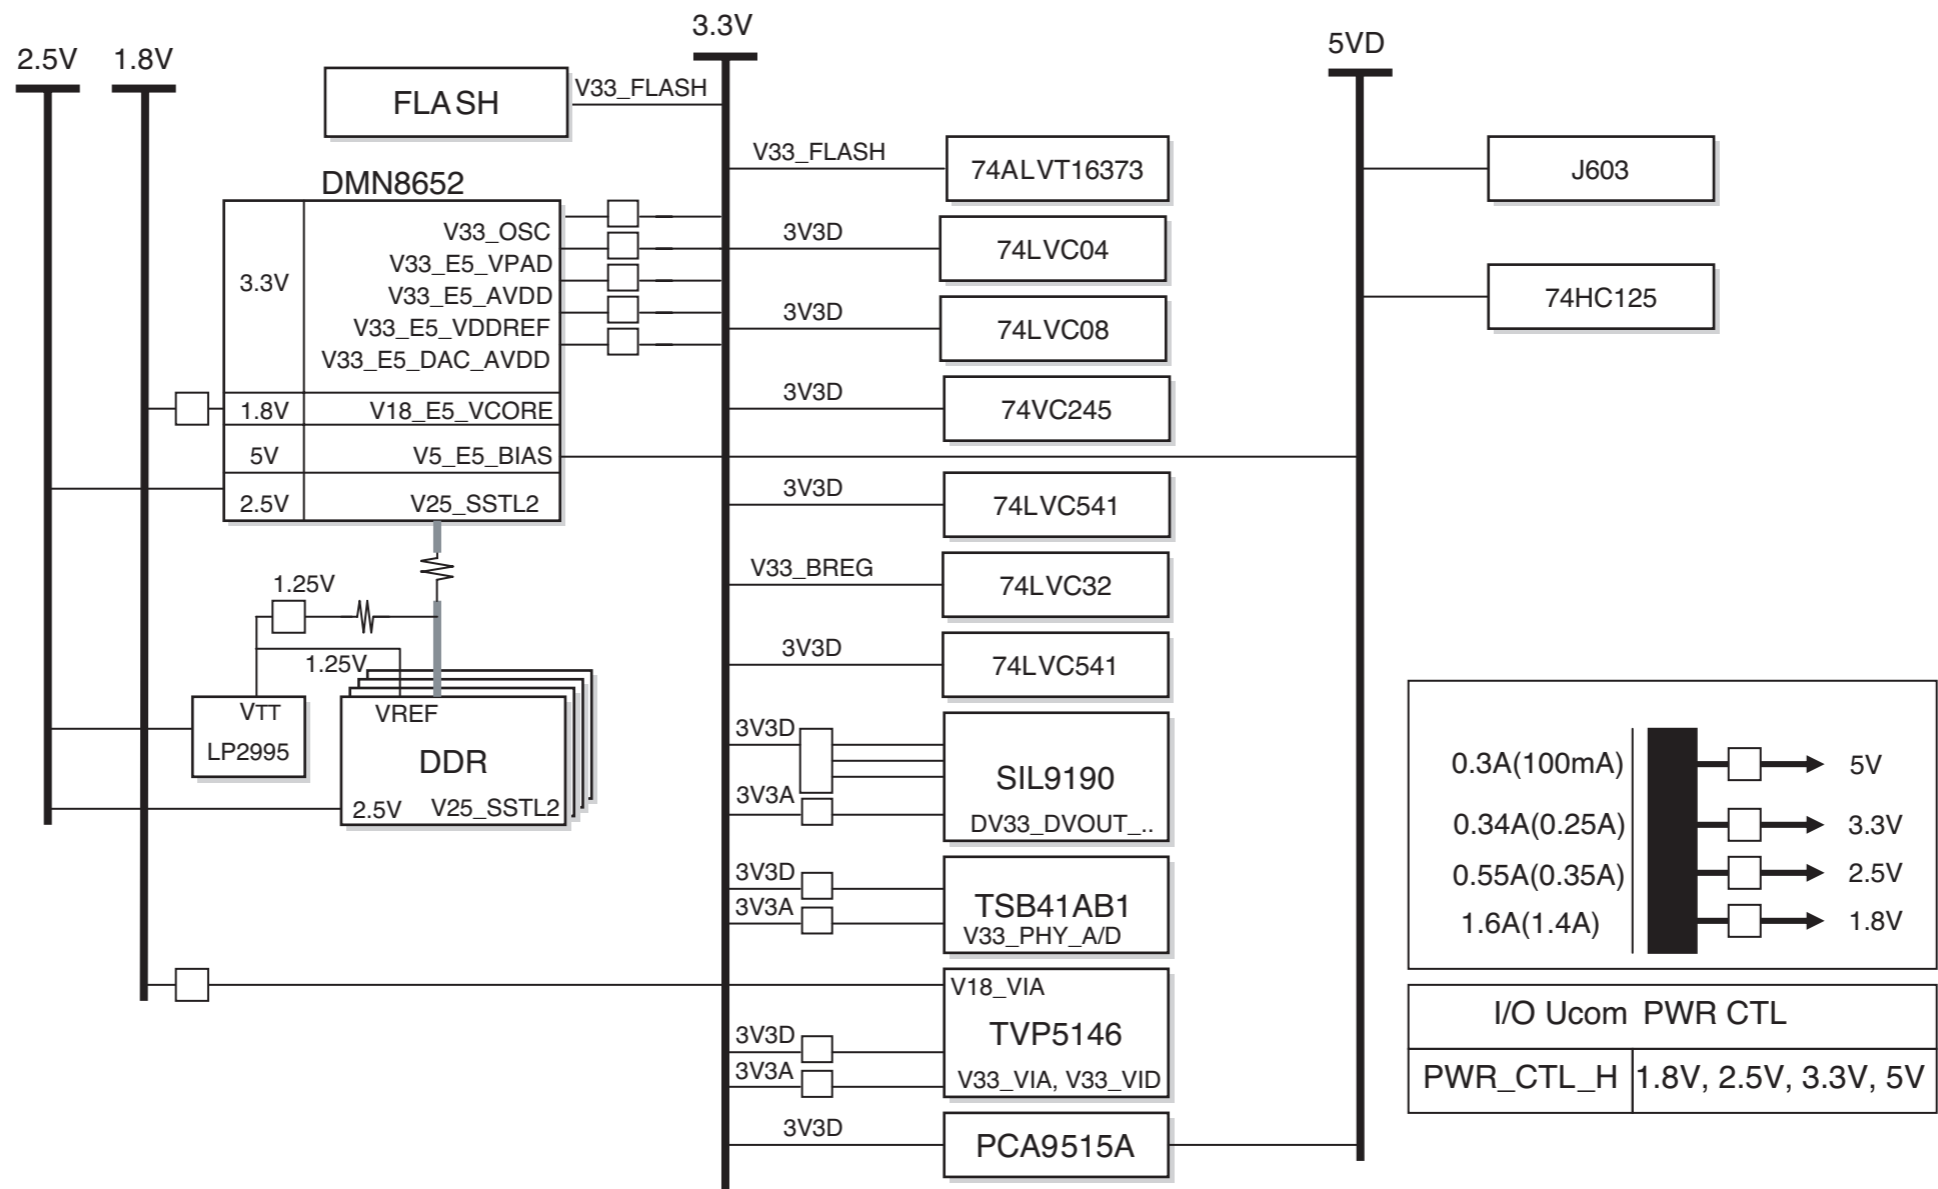 2.5V
1.8V
3.3V
5VD
FLASH
V33_FLASH
V33_FLASH
74ALVT16373
J603
DMN8652
3.3V
V33_OSC
V33_E5_VPAD
V33_E5_AVDD
V33_E5_VDDREF
V33_E5_DAC_AVDD
1.8V
V18_E5_VCORE
5V
V5_E5_BIAS
2.5V
V25_SSTL2
3V3D
74LVC04
74HC125
3V3D
74LVC08
3V3D
74VC245
3V3D
74LVC541
V33_BREG
74LVC32
3V3D
74LVC541
1.25V
1.25V
VTT
LP2995
VREF
DDR
2.5V
V25_SSTL2
3V3D
3V3A
SIL9190
DV33_DVOUT_..
3V3D
3V3A
TSB41AB1
V33_PHY_A/D
V18_VIA
3V3D
TVP5146
3V3A
V33_VIA, V33_VID
3V3D
PCA9515A
0.3A(100mA)
5V
0.34A(0.25A)
3.3V
0.55A(0.35A)
2.5V
1.6A(1.4A)
1.8V
I/O Ucom PWR CTL
PWR_CTL_H
1.8V, 2.5V, 3.3V, 5V